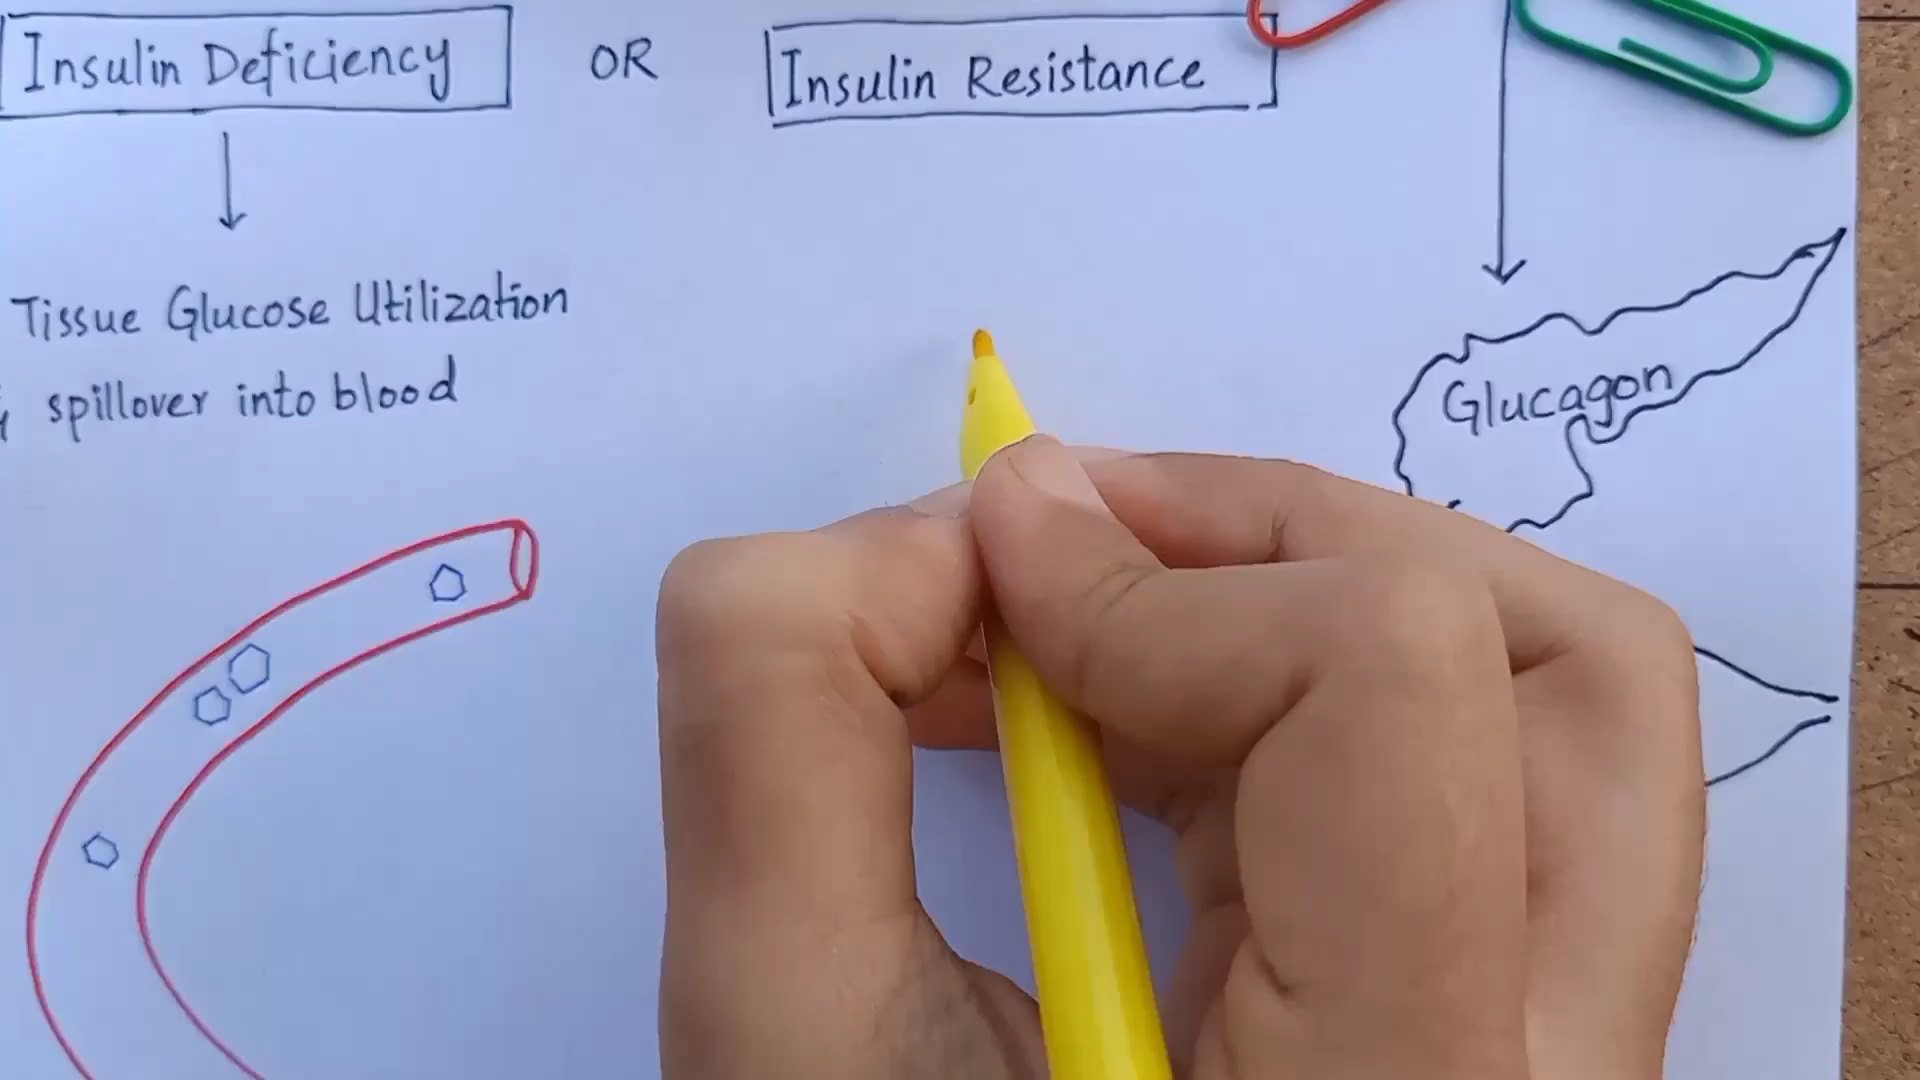 Insulin Deficiency OR Insulin Resistance
Tissue Glucose Utilization
spillover into blood
Glucagon